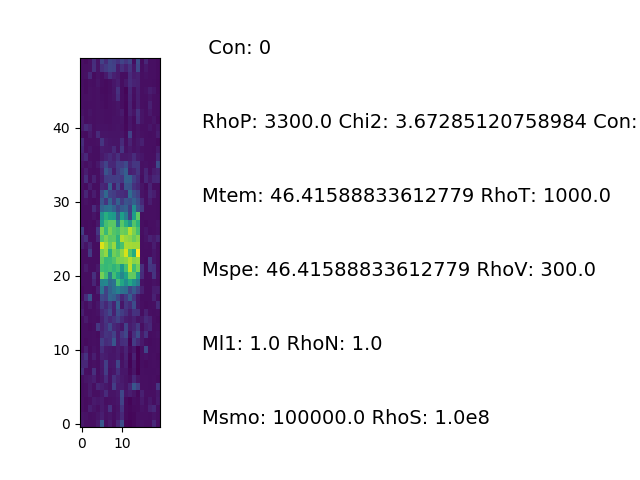 Con: 0
RhoP: 3300.0 Chi2: 3.67285120758984 Con:
Mtem: 46.41588833612779 RhoT: 1000.0
Mspe: 46.41588833612779 RhoV: 300.0
Ml1: 1.0 RhoN: 1.0
Msmo: 100000.0 RhoS: 1.0e8
40
30
20
10
0
0 10